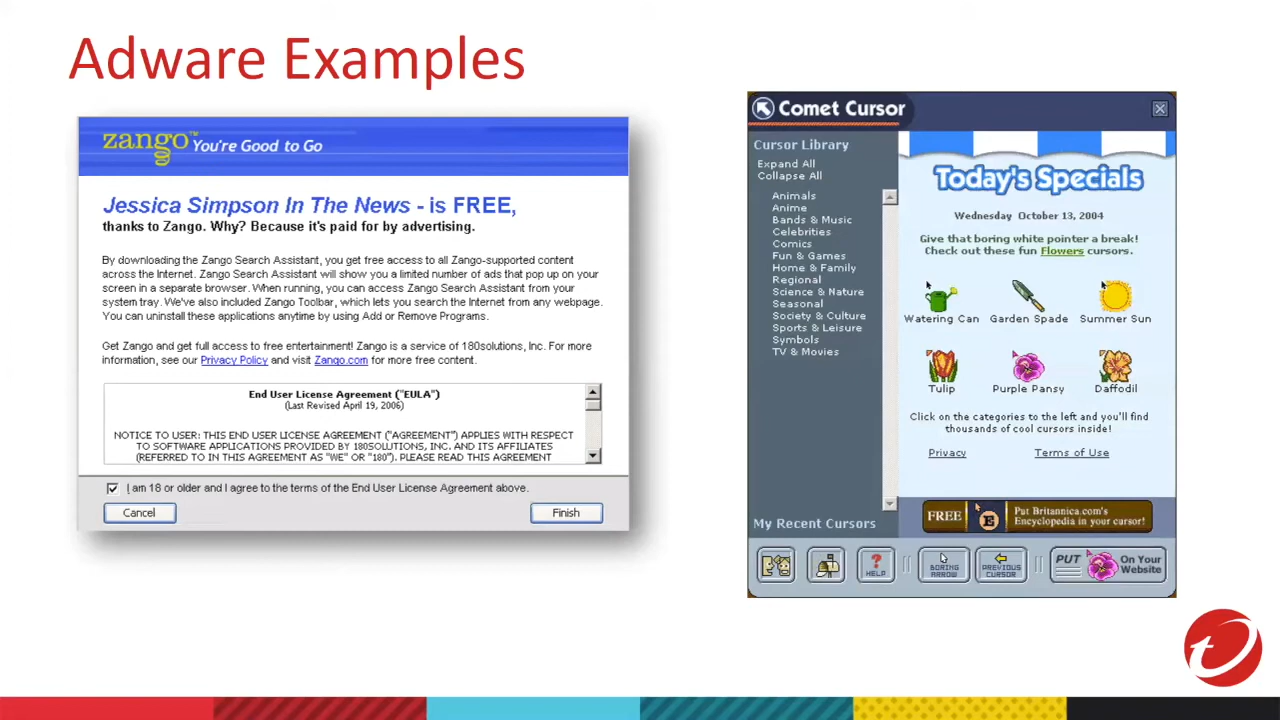 Adware Examples
zango™ You're Good to Go
Jessica Simpson In The News - is FREE,
thanks to Zango. Why? Because it's paid for by advertising.
By downloading the Zango Search Assistant, you get free access to all Zango-supported content
across the Internet. Zango Search Assistant will show you a limited number of ads that pop up on your
screen in a separate browser. When running, you can access Zango Search Assistant from your
system tray. We've also included Zango Toolbar, which lets you search the Internet from any webpage.
You can uninstall these applications anytime by using Add or Remove Programs.
Get Zango and get full access to free entertainment! Zango is a service of 180solutions, Inc. For more
information, see our Privacy Policy and visit Zango.com for more free content.
End User License Agreement ("EULA")
(Last Revised April 19, 2006)
NOTICE TO USER: THIS END USER LICENSE AGREEMENT ("AGREEMENT") APPLIES WITH RESPECT
TO SOFTWARE APPLICATIONS PROVIDED BY 180SOLUTIONS, INC. AND ITS AFFILIATES
(REFERRED TO IN THIS AGREEMENT AS "WE" OR "180"). PLEASE READ THIS AGREEMENT
I am 18 or older and I agree to the terms of the End User License Agreement above.
Cancel
Finish
Comet Cursor
Cursor Library
Expand All
Collapse All
Animals
Anime
Bands & Music
Celebrities
Comics
Fun & Games
Home & Family
Regional
Science & Nature
Seasonal
Society & Culture
Sports & Leisure
Symbols
TV & Movies
My Recent Cursors
Today's Specials
Wednesday October 13, 2004
Give that boring white pointer a break!
Check out these fun Flowers cursors.
Watering Can
Garden Spade
Summer Sun
Tulip
Purple Pansy
Daffodil
Click on the categories to the left and you'll find
thousands of cool cursors inside!
Privacy
Terms of Use
FREE
E
Put Britannica.com's
Encyclopedia in your cursor!
HELP
BORING
ARROW
PREVIOUS
CURSOR
PUT
On Your
Website